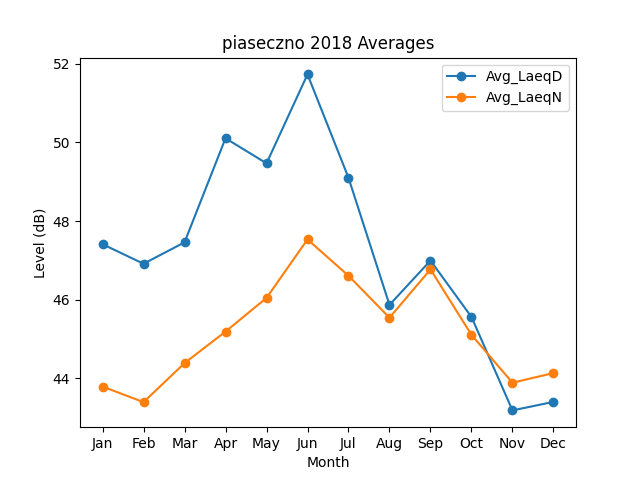 piaseczno 2018 Averages
Avg_LaeqD
Avg_LaeqN
Level (dB)
52
50
48
46
44
Jan Feb Mar Apr May Jun Jul Aug Sep Oct Nov Dec
Month